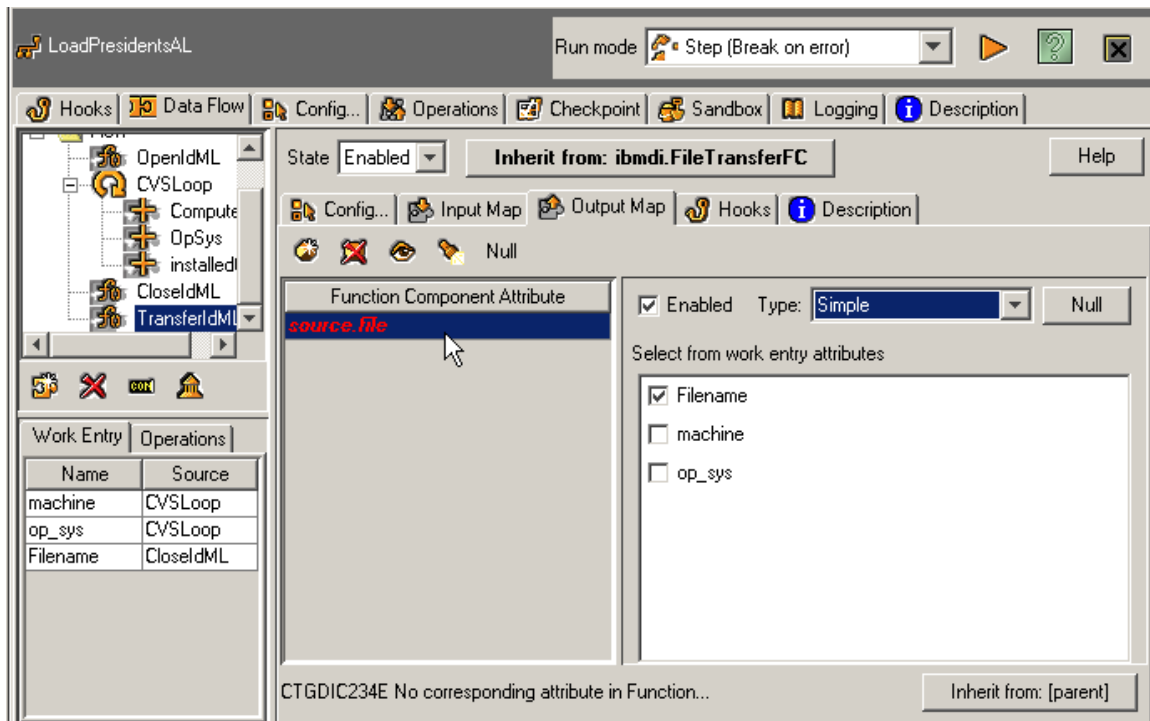 LoadPresidentsAL
Run mode Step (Break on error)
Hooks Data Flow Config... Operations Checkpoint Sandbox Logging Description
OpenIdML
CVSLoop
Compute
OpSys
installed
CloseIdML
TransferIdML
State Enabled Inherit from: ibmdi.FileTransferFC Help
Config... Input Map Output Map Hooks Description
Null
Function Component Attribute
source.file
Enabled Type: Simple Null
Select from work entry attributes
Filename
machine
op_sys
Work Entry Operations
Name Source
machine CVSLoop
op_sys CVSLoop
Filename CloseIdML
CTGDIC234E No corresponding attribute in Function...
Inherit from: [parent]